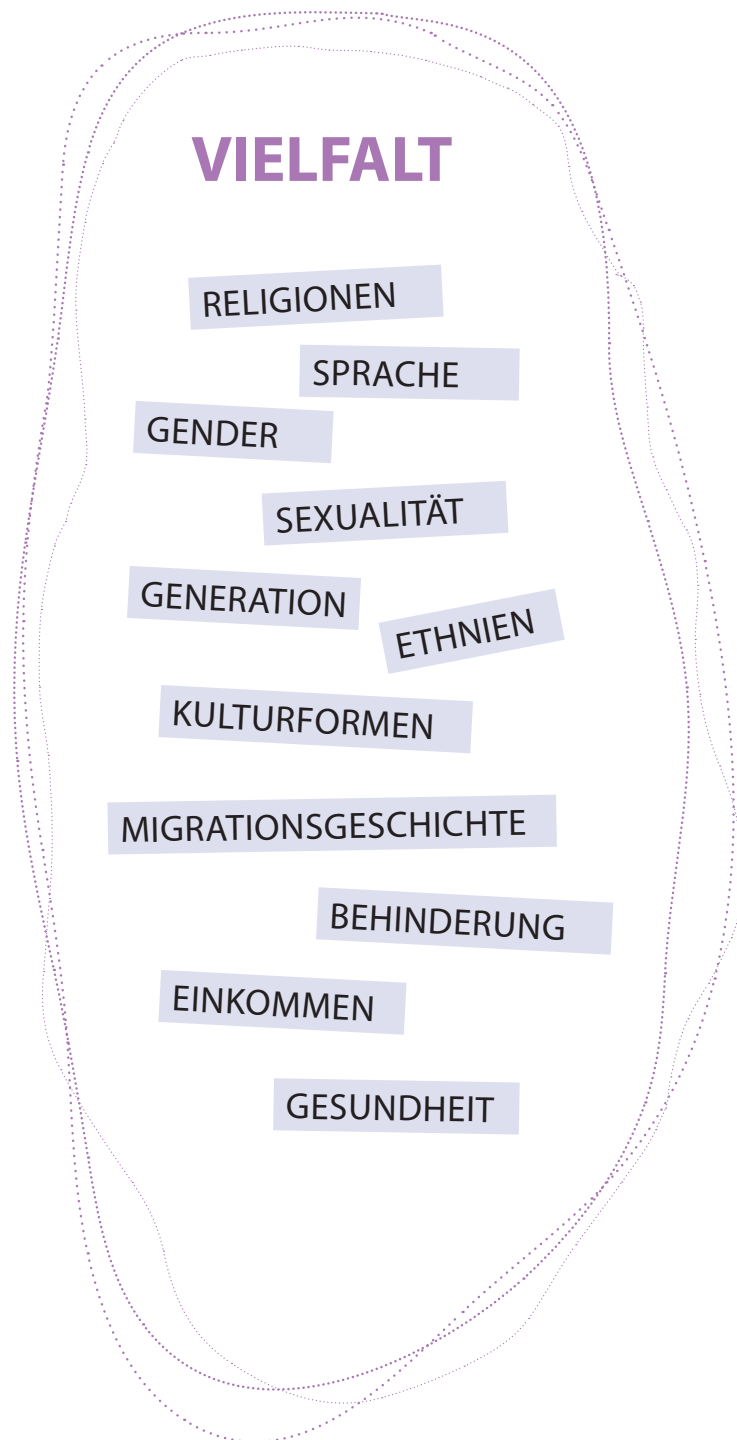 VIELFALT
RELIGIONEN
SPRACHE
GENDER
SEXUALITÄT
GENERATION
ETHNIEN
KULTURFORMEN
MIGRATIONSGESCHICHTE
BEHINDERUNG
EINKOMMEN
GESUNDHEIT